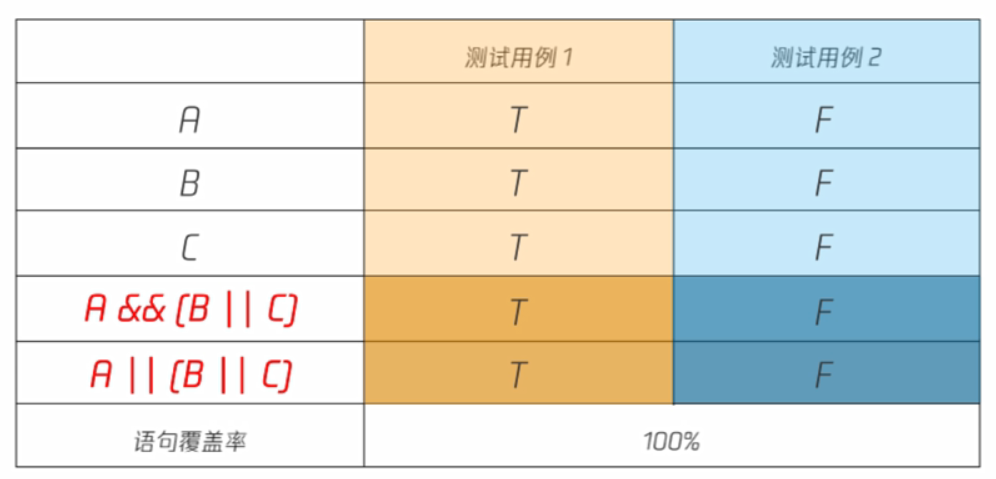 测试用例 1 测试用例 2
A T F
B T F
C T F
A && (B || C) T F
A || (B || C) T F
语句覆盖率 100%